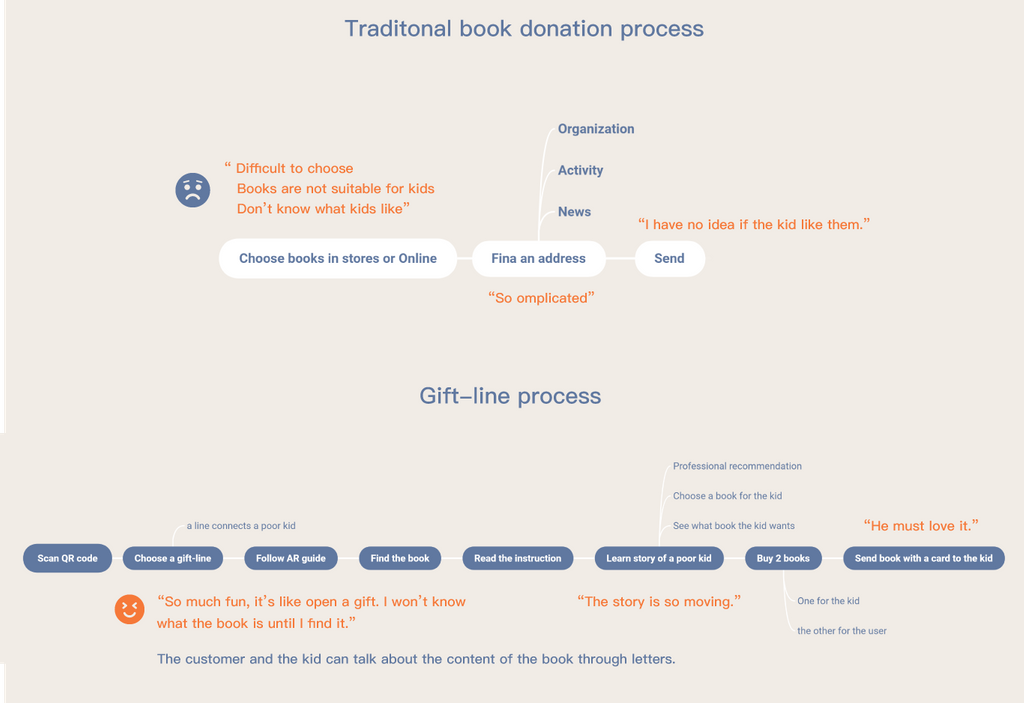 Traditonal book donation process
Organization
Activity
News
“ Difficult to choose
Books are not suitable for kids
Don’t know what kids like”
“I have no idea if the kid like them.”
Choose books in stores or Online
Fina an address
Send
“So omplicated”
Gift-line process
Professional recommendation
Choose a book for the kid
See what book the kid wants
a line connects a poor kid
“He must love it.”
Scan QR code
Choose a gift-line
Follow AR guide
Find the book
Read the instruction
Learn story of a poor kid
Buy 2 books
Send book with a card to the kid
“So much fun, it’s like open a gift. I won’t know
what the book is until I find it.”
“The story is so moving.”
One for the kid
the other for the user
The customer and the kid can talk about the content of the book through letters.